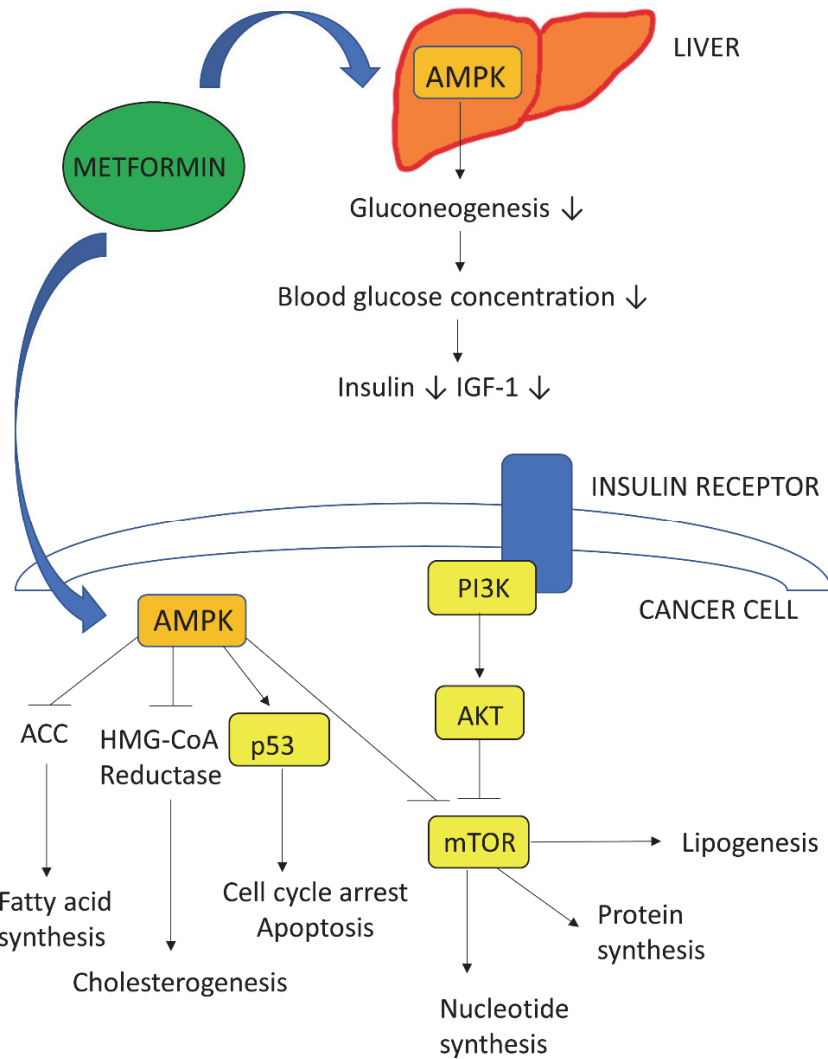 LIVER
AMPK
METFORMIN
Gluconeogenesis ↓
Blood glucose concentration ↓
Insulin ↓ IGF-1 ↓
INSULIN RECEPTOR
PI3K
CANCER CELL
AMPK
AKT
ACC
HMG-CoA
Reductase
p53
mTOR
Lipogenesis
Fatty acid
synthesis
Cell cycle arrest
Apoptosis
Protein
synthesis
Cholesterogenesis
Nucleotide
synthesis